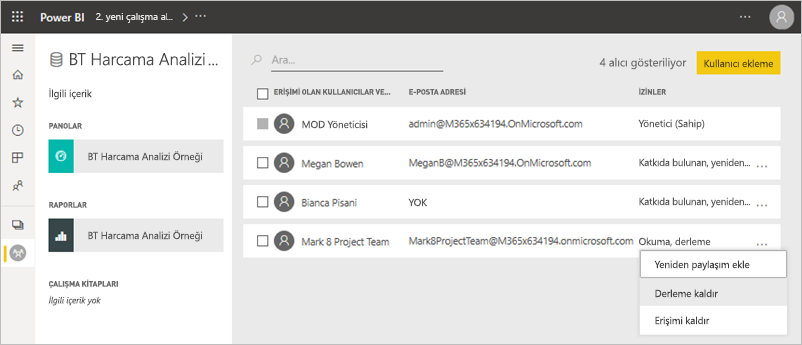 Power BI 2. yeni çalışma al... > ...
BT Harcama Analizi ...
İlgili içerik
PANOLAR
BT Harcama Analizi Örneği
RAPORLAR
BT Harcama Analizi Örneği
ÇALIŞMA KİTAPLARI
İlgili içerik yok
Ara...
4 alıcı gösteriliyor
Kullanıcı ekleme
ERİŞİMİ OLAN KULLANICILAR VE... E-POSTA ADRESİ İZİNLER
MOD Yöneticisi admin@M365x634194.OnMicrosoft.com Yönetici (Sahip)
Megan Bowen MeganB@M365x634194.OnMicrosoft.com Katkıda bulunan, yeniden... ...
Bianca Pisani YOK Katkıda bulunan, yeniden... ...
Mark 8 Project Team Mark8ProjectTeam@M365x634194.onmicrosoft.com Okuma, derleme ...
Yeniden paylaşım ekle
Derleme kaldır
Erişimi kaldır